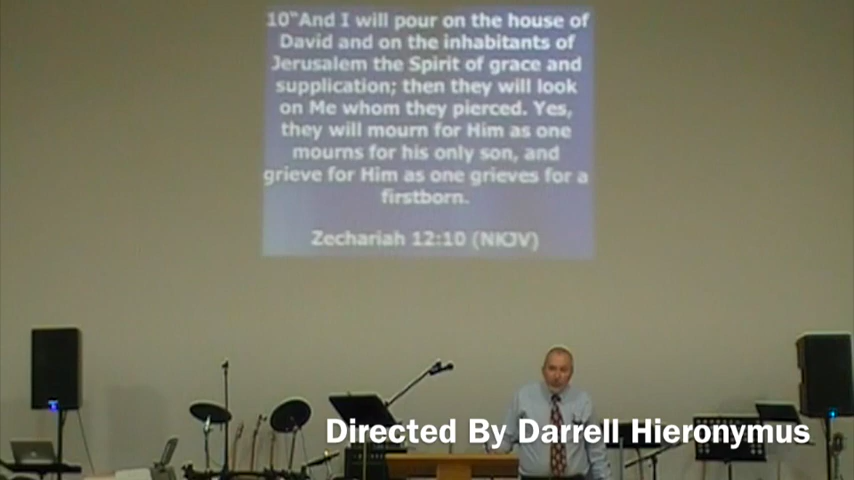 10"And I will pour on the house of
David and on the inhabitants of
Jerusalem the Spirit of grace and
supplication; then they will look
on Me whom they pierced. Yes,
they will mourn for Him as one
mourns for his only son, and
grieve for Him as one grieves for a
firstborn.
Zechariah 12:10 (NKJV)
Directed By Darrell Hieronymus